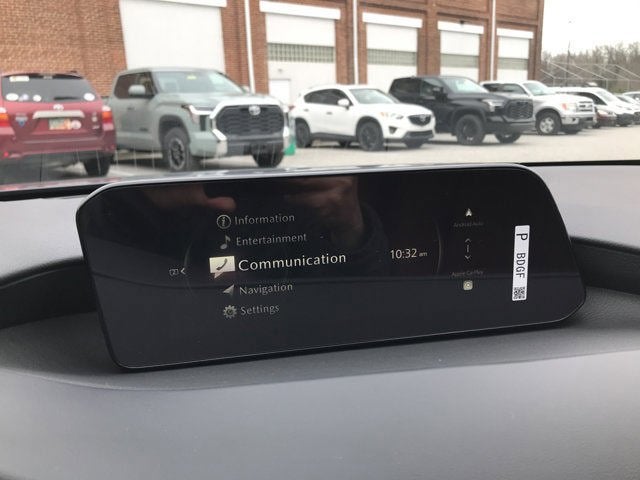 Information
Entertainment
Communication
10:32 am
Navigation
Settings
Android Auto
Apple CarPlay
P BDGF